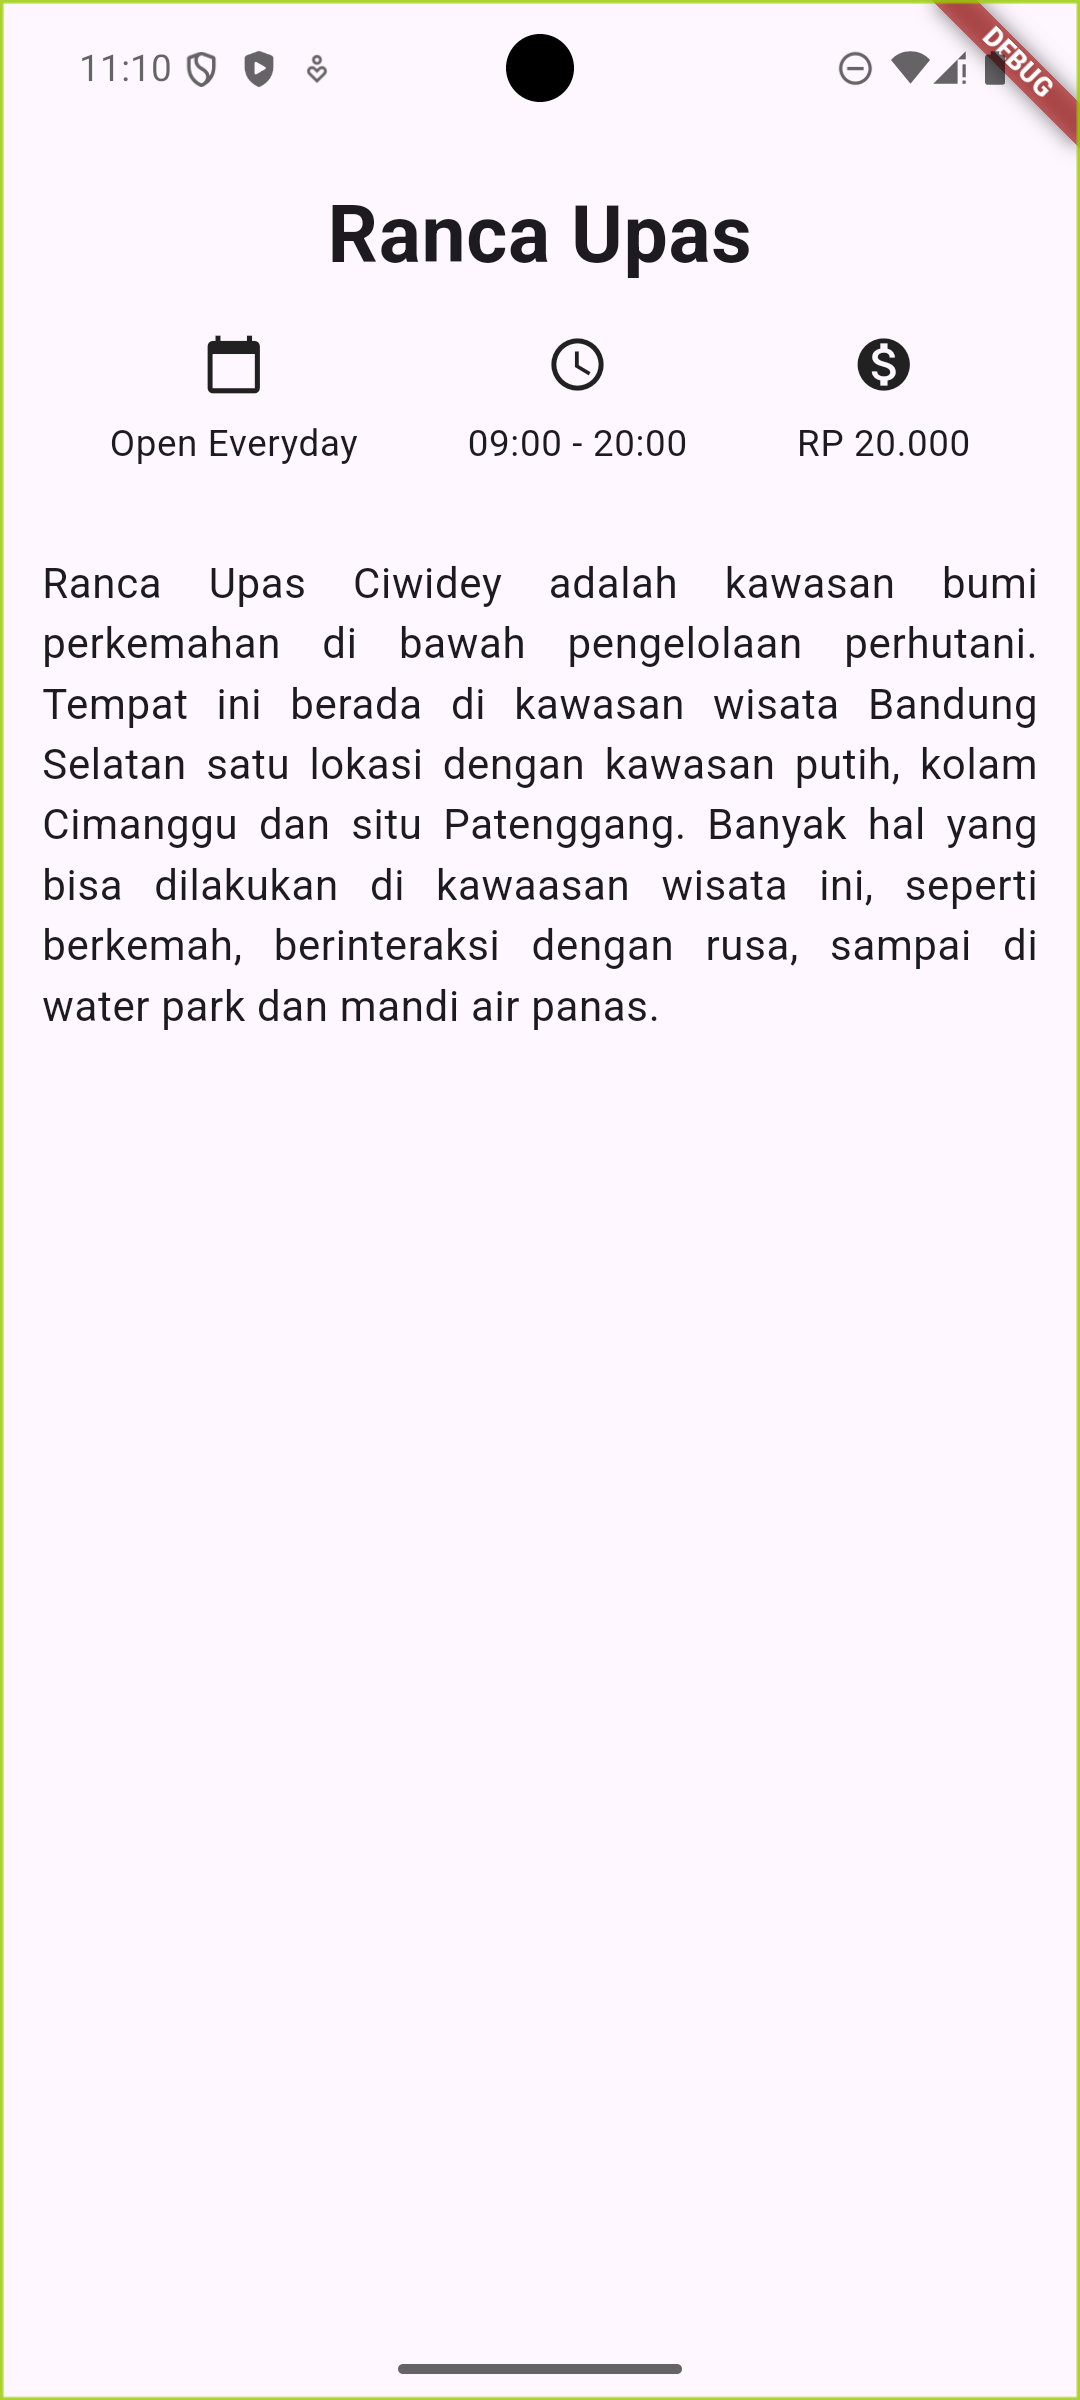 11:10
DEBUG
Ranca Upas
Open Everyday
09:00 - 20:00
RP 20.000
Ranca Upas Ciwidey adalah kawasan bumi
perkemahan di bawah pengelolaan perhutani.
Tempat ini berada di kawasan wisata Bandung
Selatan satu lokasi dengan kawasan putih, kolam
Cimanggu dan situ Patenggang. Banyak hal yang
bisa dilakukan di kawaasan wisata ini, seperti
berkemah, berinteraksi dengan rusa, sampai di
water park dan mandi air panas.